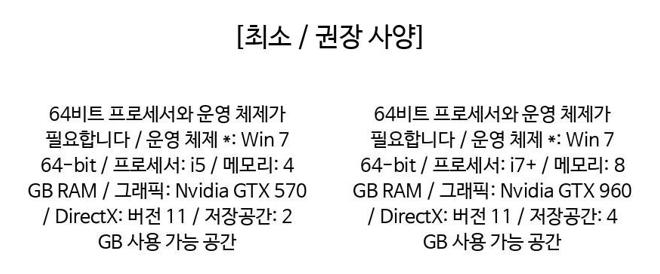 [최소 / 권장 사양]
64비트 프로세서와 운영 체제가
필요합니다 / 운영 체제 *: Win 7
64-bit / 프로세서: i5 / 메모리: 4
GB RAM / 그래픽: Nvidia GTX 570
/ DirectX: 버전 11 / 저장공간: 2
GB 사용 가능 공간
64비트 프로세서와 운영 체제가
필요합니다 / 운영 체제 *: Win 7
64-bit / 프로세서: i7+ / 메모리: 8
GB RAM / 그래픽: Nvidia GTX 960
/ DirectX: 버전 11 / 저장공간: 4
GB 사용 가능 공간